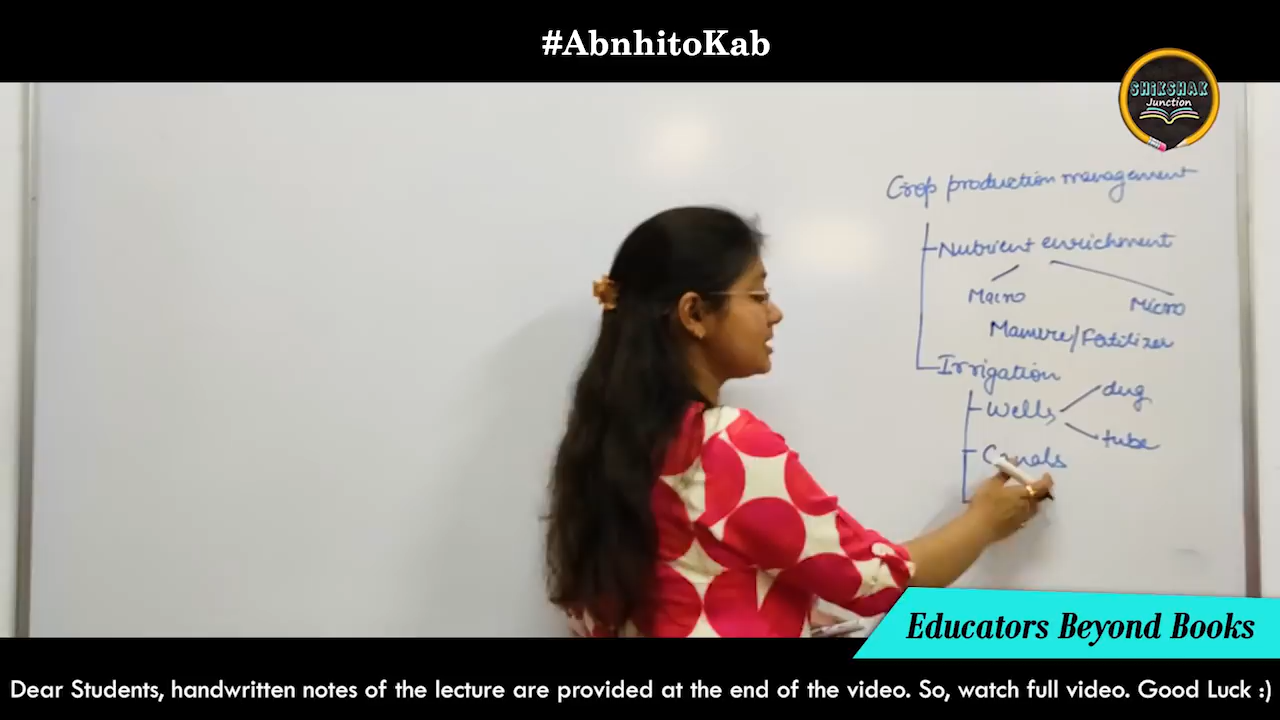 #AbnhitoKab
SHiKSHAK
Junction
Crop production management
Nutrient enrichment
Macro
Micro
Manure/Fertilizer
Irrigation
Wells
dug
tube
Canals
Educators Beyond Books
Dear Students, handwritten notes of the lecture are provided at the end of the video. So, watch full video. Good Luck :)